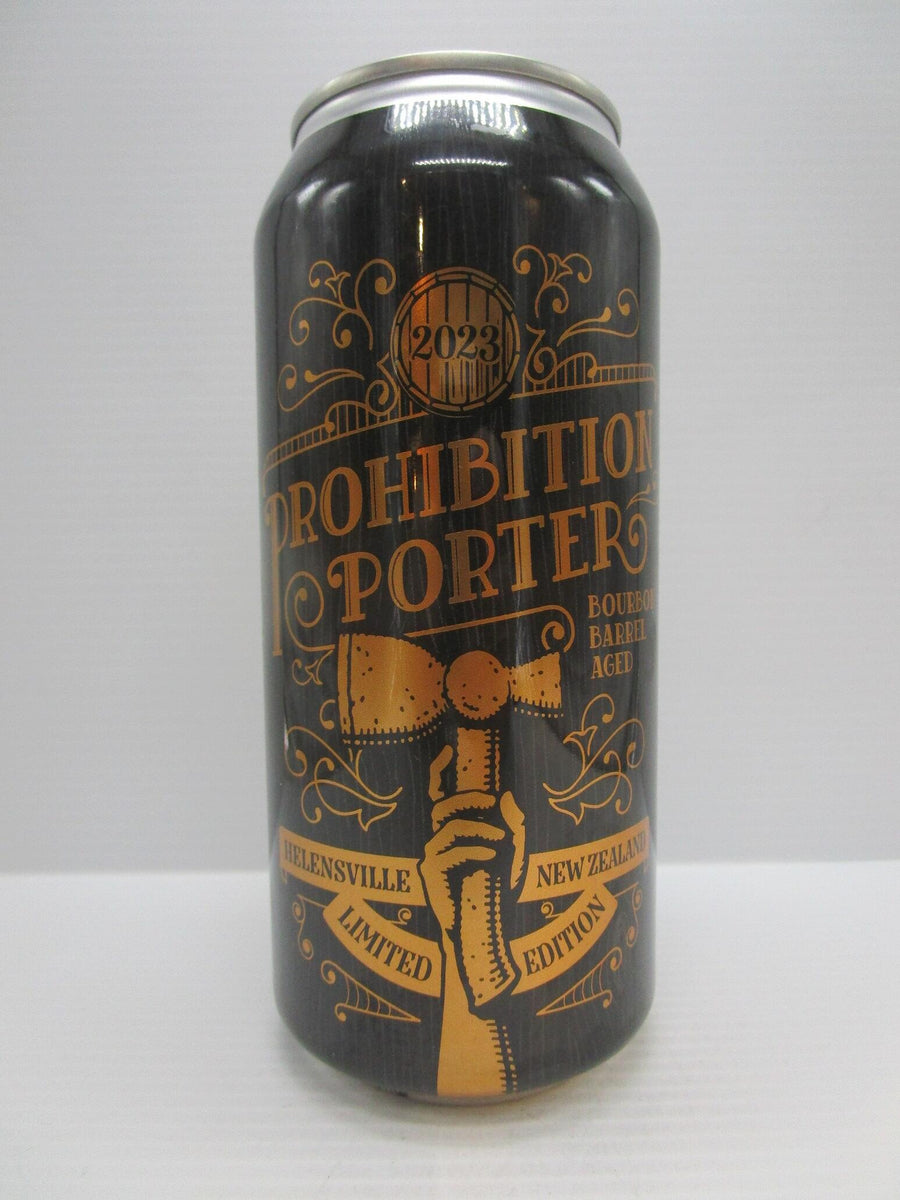 2023
PROHIBITION
PORTER
BOURBON
BARREL
AGED
HELENSVILLE NEW ZEALAND
LIMITED EDITION